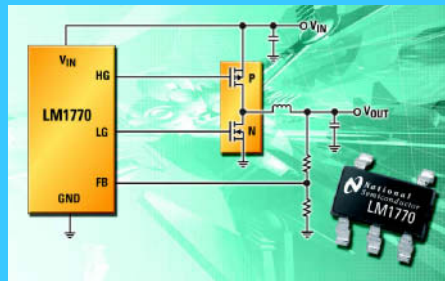 VIN
VIN
HG
P
LM1770
VOUT
LG
N
FB
GND
National
Semiconductor
LM1770